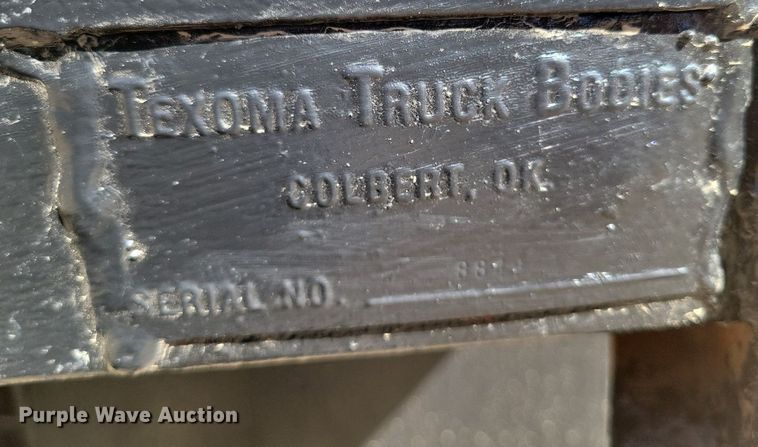 TEXOMA TRUCK BODIES
COLBERT, OK.
SERIAL NO.
Purple Wave Auction